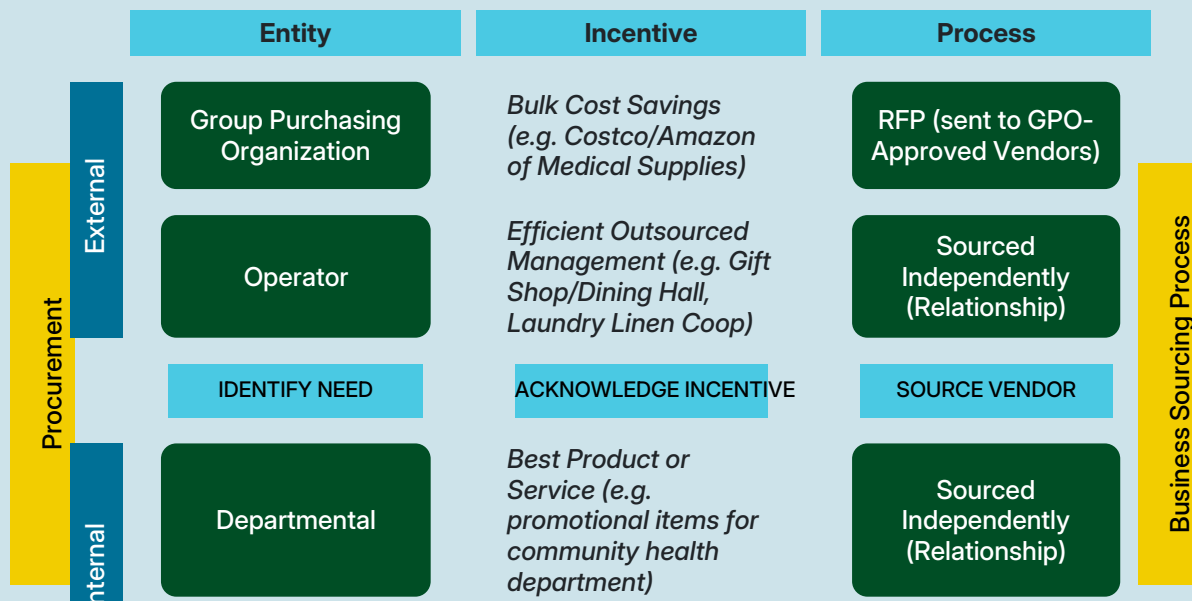 Entity
Incentive
Process
Procurement
External
Group Purchasing
Organization
Bulk Cost Savings
(e.g. Costco/Amazon
of Medical Supplies)
RFP (sent to GPO-
Approved Vendors)
Operator
Efficient Outsourced
Management (e.g. Gift
Shop/Dining Hall,
Laundry Linen Coop)
Sourced
Independently
(Relationship)
Business Sourcing Process
IDENTIFY NEED
ACKNOWLEDGE INCENTIVE
SOURCE VENDOR
Departmental
Best Product or
Service (e.g.
promotional items for
community health
department)
Sourced
Independently
(Relationship)